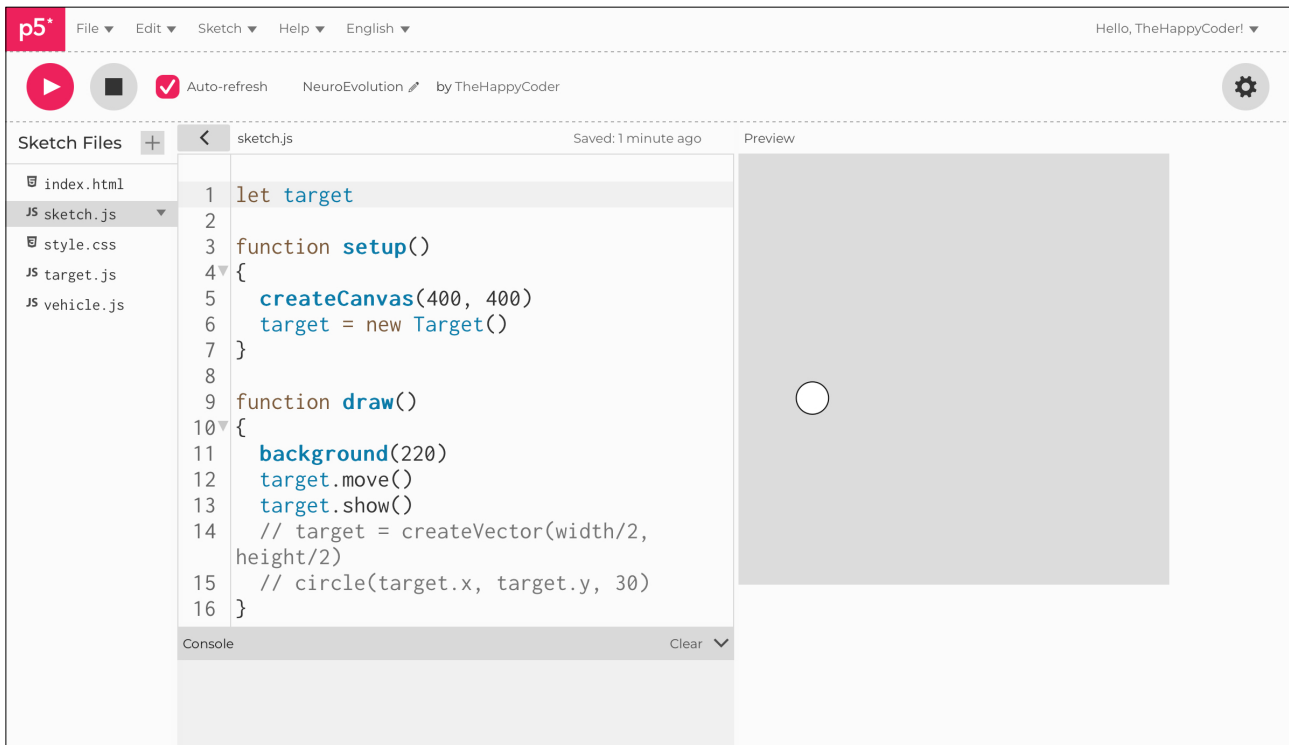 p5* File Edit Sketch Help English Hello, TheHappyCoder!
Auto-refresh NeuroEvolution by TheHappyCoder
Sketch Files + sketch.js Saved: 1 minute ago Preview
index.html
JS sketch.js
style.css
JS target.js
JS vehicle.js
1 let target
2
3 function setup()
4 {
5 createCanvas(400, 400)
6 target = new Target()
7 }
8
9 function draw()
10 {
11 background(220)
12 target.move()
13 target.show()
14 // target = createVector(width/2,
height/2)
15 // circle(target.x, target.y, 30)
16 }
Console Clear